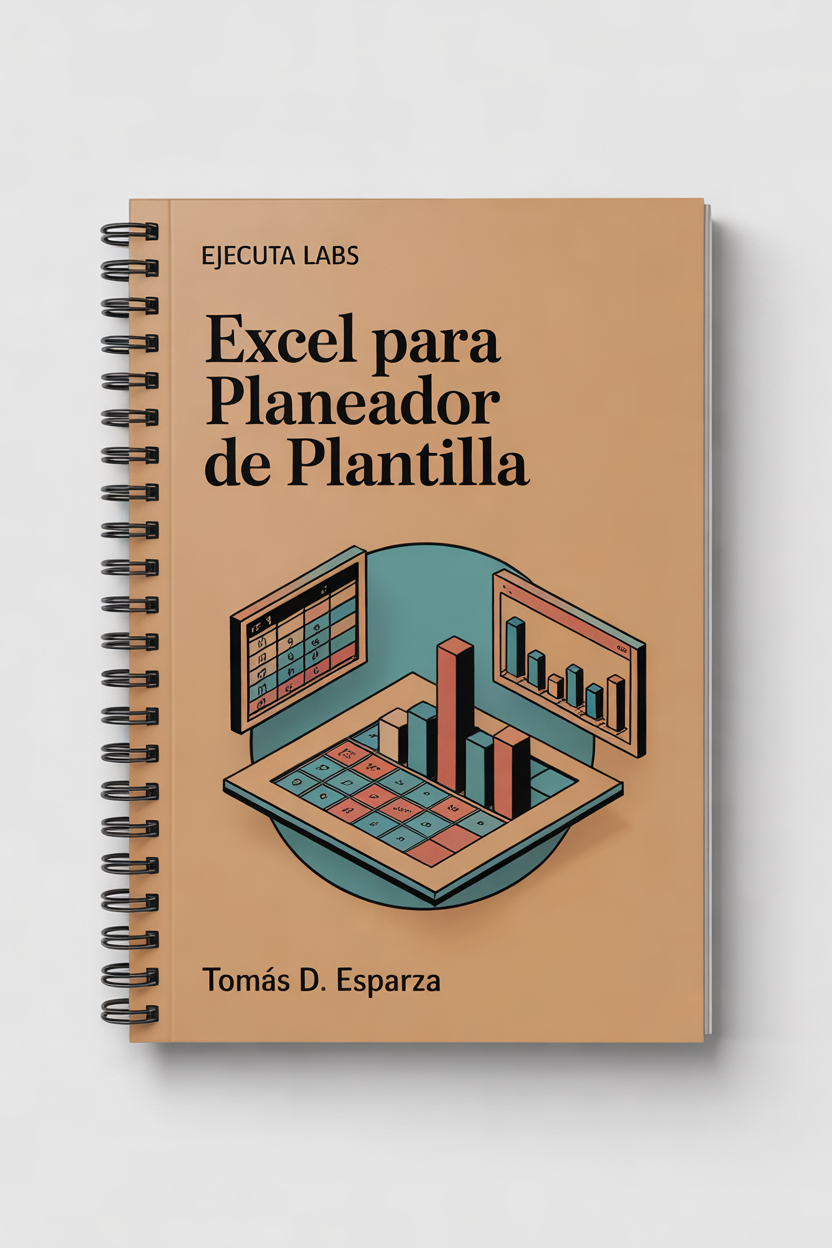 EJECUTA LABS
Excel para
Planeador
de Plantilla
Tomás D. Esparza